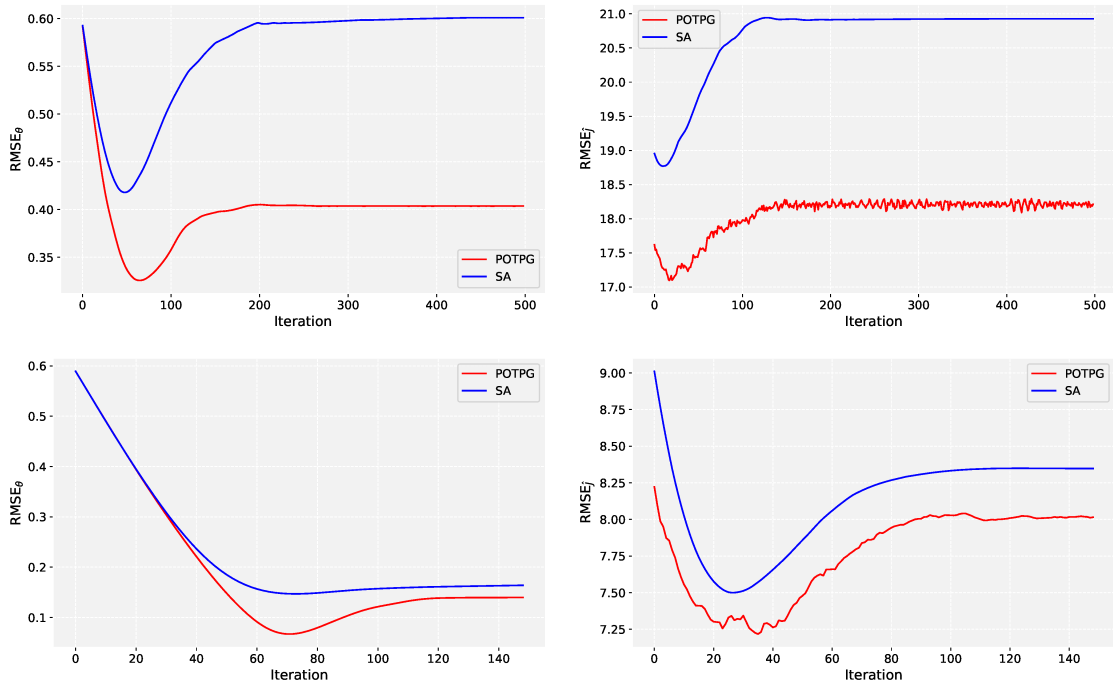 0.60
0.55
0.50
0.45
0.40
0.35
RMSE_θ
0 100 200 300 400 500
Iteration
POTPG
SA
21.0
20.5
20.0
19.5
19.0
18.5
18.0
17.5
17.0
RMSE_ĵ
0 100 200 300 400 500
Iteration
POTPG
SA
0.6
0.5
0.4
0.3
0.2
0.1
RMSE_θ
0 20 40 60 80 100 120 140
Iteration
POTPG
SA
9.00
8.75
8.50
8.25
8.00
7.75
7.50
7.25
RMSE_ĵ
0 20 40 60 80 100 120 140
Iteration
POTPG
SA